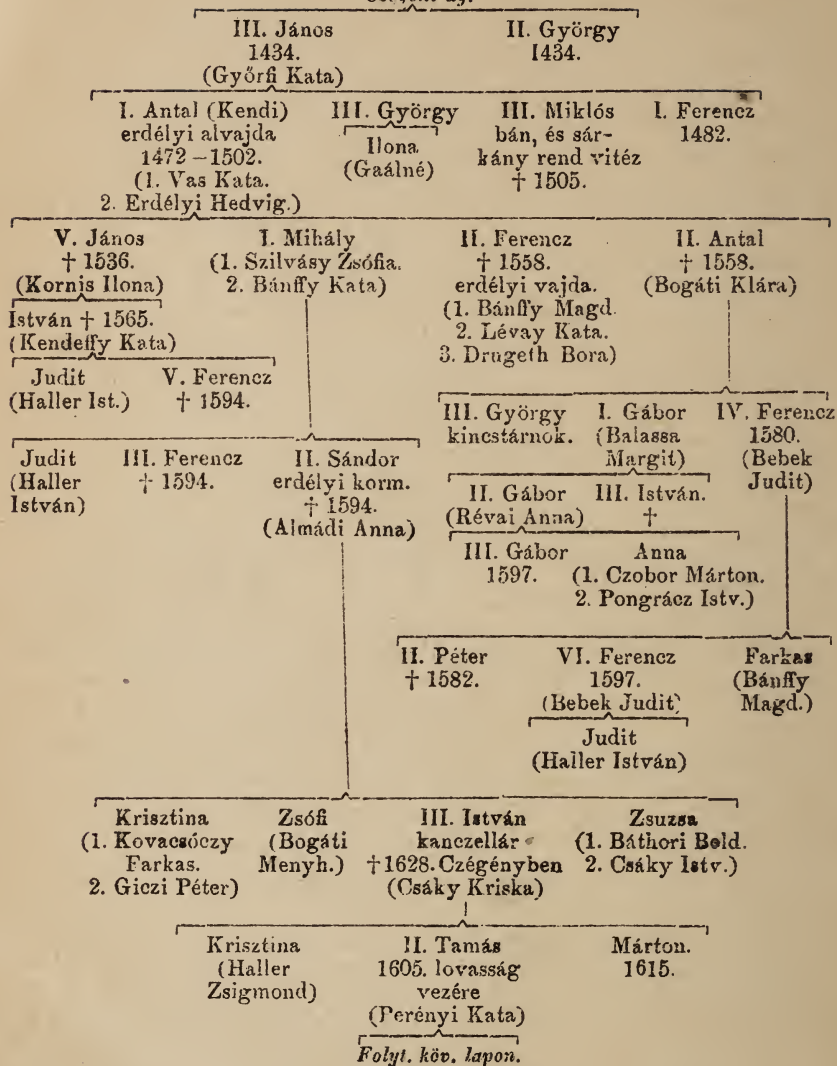 III. János II. György
1434. 1434.
(Győrfi Kata)
I. Antal (Kendi) III. György III. Miklós I. Ferencz
erdélyi alvajda Ilona bán, és sár- 1482.
1472–1502. (Gaálné) kány rend vitéz
(1. Vas Kata. † 1505.
2. Erdélyi Hedvig.)
V. János I. Mihály II. Ferencz II. Antal
† 1536. (1. Szilvásy Zsófia. † 1558. † 1558.
(Kornis Ilona) 2. Bánffy Kata) erdélyi vajda. (Bogáti Klára)
István † 1565. (1. Bánffy Magd.
(Kendeffy Kata) 2. Lévay Kata.
3. Drugeth Bora)
Judit V. Ferencz
(Haller Ist.) † 1594.
III. György I. Gábor IV. Ferencz
kincstárnok. (Balassa 1580.
Margit) (Bebek
Judit)
Judit III. Ferencz II. Sándor
(Haller † 1594. erdélyi korm.
István) † 1594.
(Almádi Anna)
II. Gábor III. István.
(Révai Anna) †
III. Gábor Anna
1597. (1. Czobor Márton.
2. Pongrácz Istv.)
II. Péter VI. Ferencz Farkas
† 1582. 1597. (Bánffy
(Bebek Judit) Magd.)
Judit
(Haller István)
Krisztina Zsófi III. István Zsuzsa
(1. Kovacsóczy (Bogáti kanczellár (1. Báthori Bold.
Farkas. Menyh.) † 1628. Czégényben 2. Csáky Istv.)
2. Giczi Péter) (Csáky Kriska)
Krisztina II. Tamás Márton.
(Haller 1605. lovasság 1615.
Zsigmond) vezére
(Perényi Kata)
Folyt. köv. lapon.